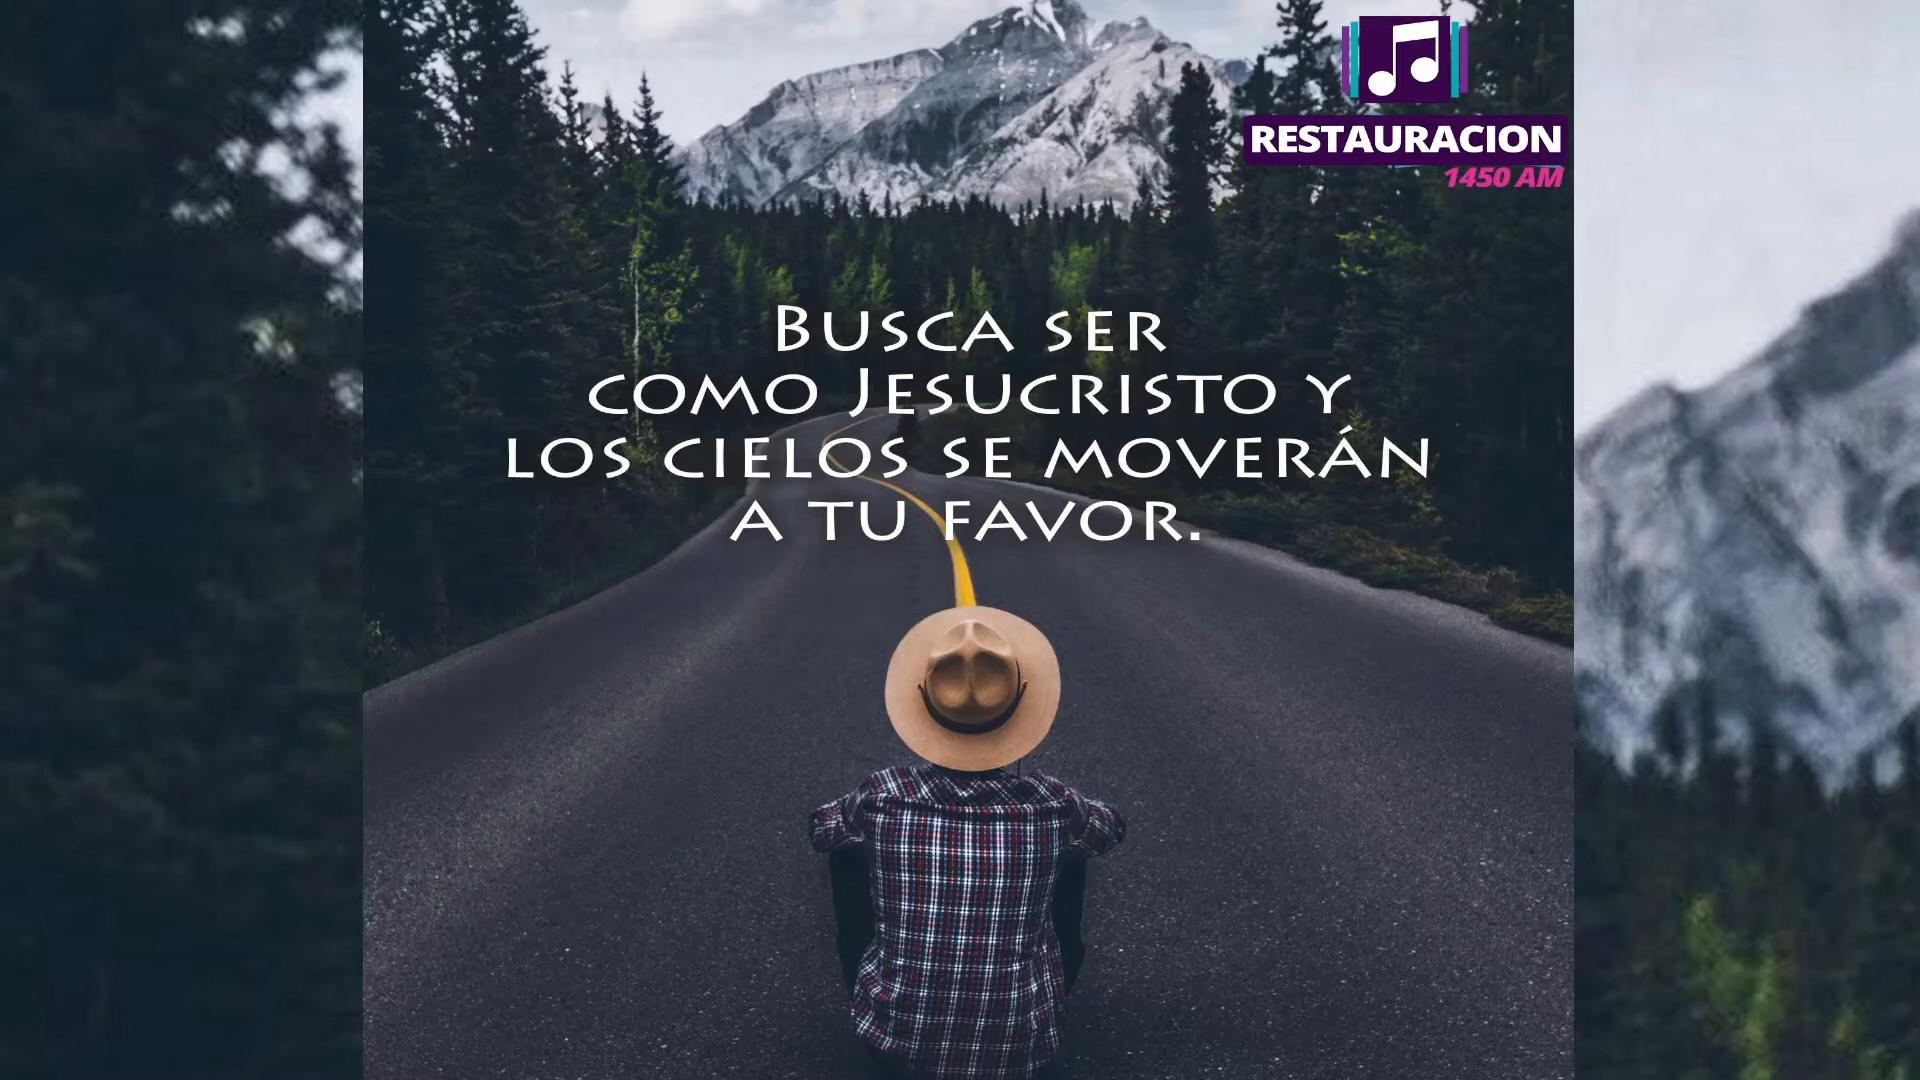 RESTAURACION
1450 AM
Busca ser
como Jesucristo y
los cielos se moverán
a tu favor.